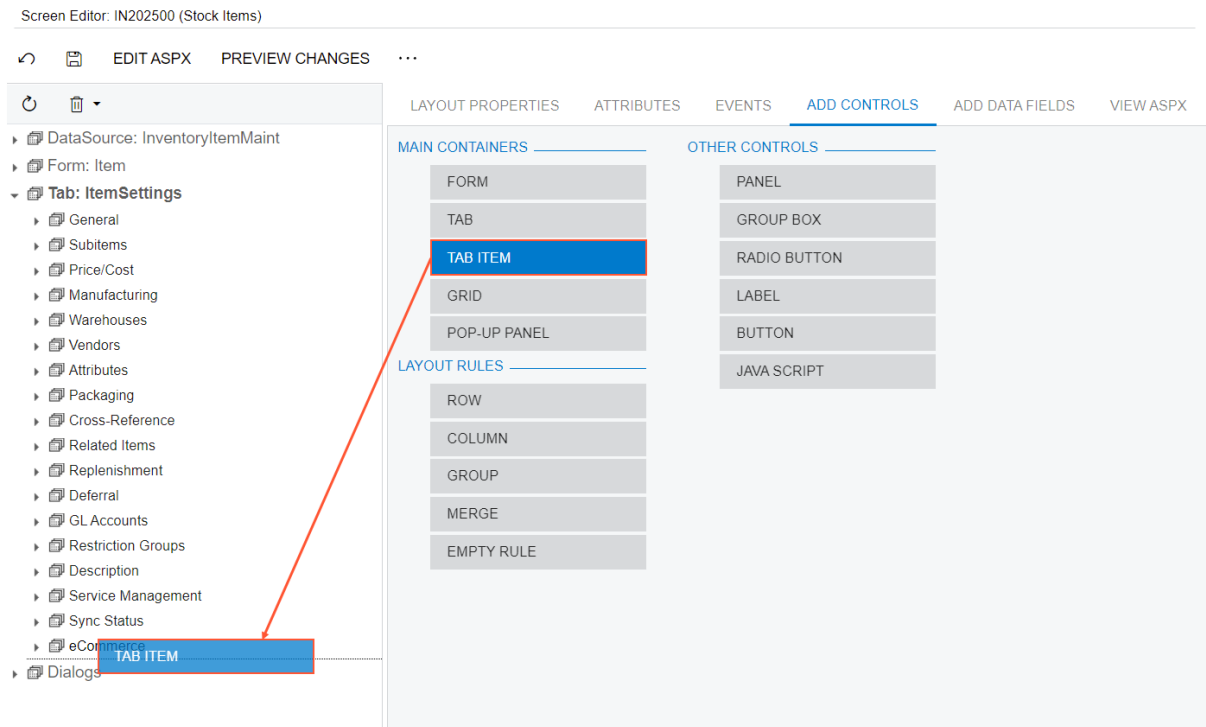 Screen Editor: IN202500 (Stock Items)
EDIT ASPX PREVIEW CHANGES ...
LAYOUT PROPERTIES ATTRIBUTES EVENTS ADD CONTROLS ADD DATA FIELDS VIEW ASPX
DataSource: InventoryItemMaint
Form: Item
Tab: ItemSettings
General
Subitems
Price/Cost
Manufacturing
Warehouses
Vendors
Attributes
Packaging
Cross-Reference
Related Items
Replenishment
Deferral
GL Accounts
Restriction Groups
Description
Service Management
Sync Status
eCommerce
TAB ITEM
Dialogs
MAIN CONTAINERS
FORM
TAB
TAB ITEM
GRID
POP-UP PANEL
LAYOUT RULES
ROW
COLUMN
GROUP
MERGE
EMPTY RULE
OTHER CONTROLS
PANEL
GROUP BOX
RADIO BUTTON
LABEL
BUTTON
JAVA SCRIPT